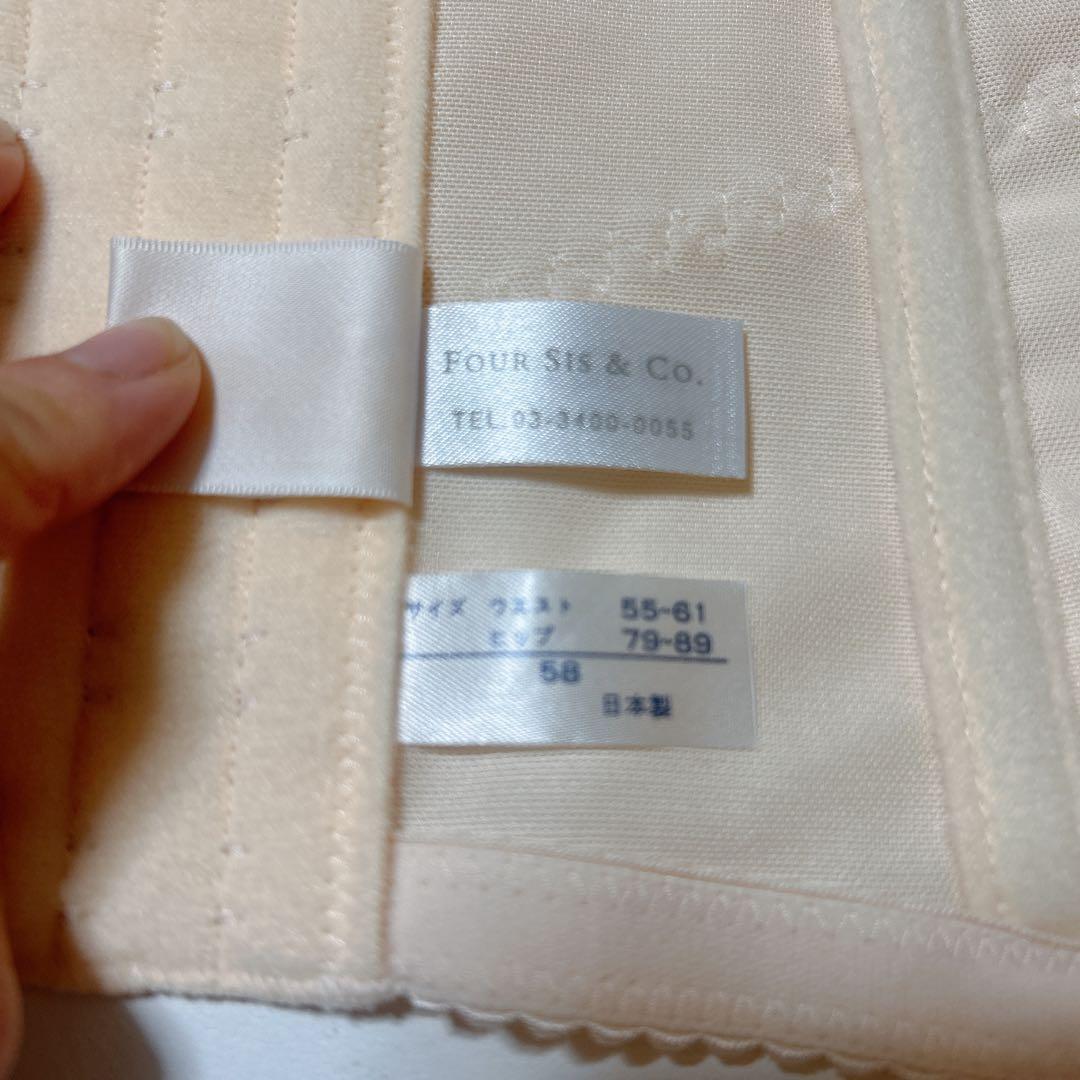 FOUR SIS & CO.
TEL.03-3400-0055
サイズ ウエスト 55-61
ヒップ 79-89
58
日本製